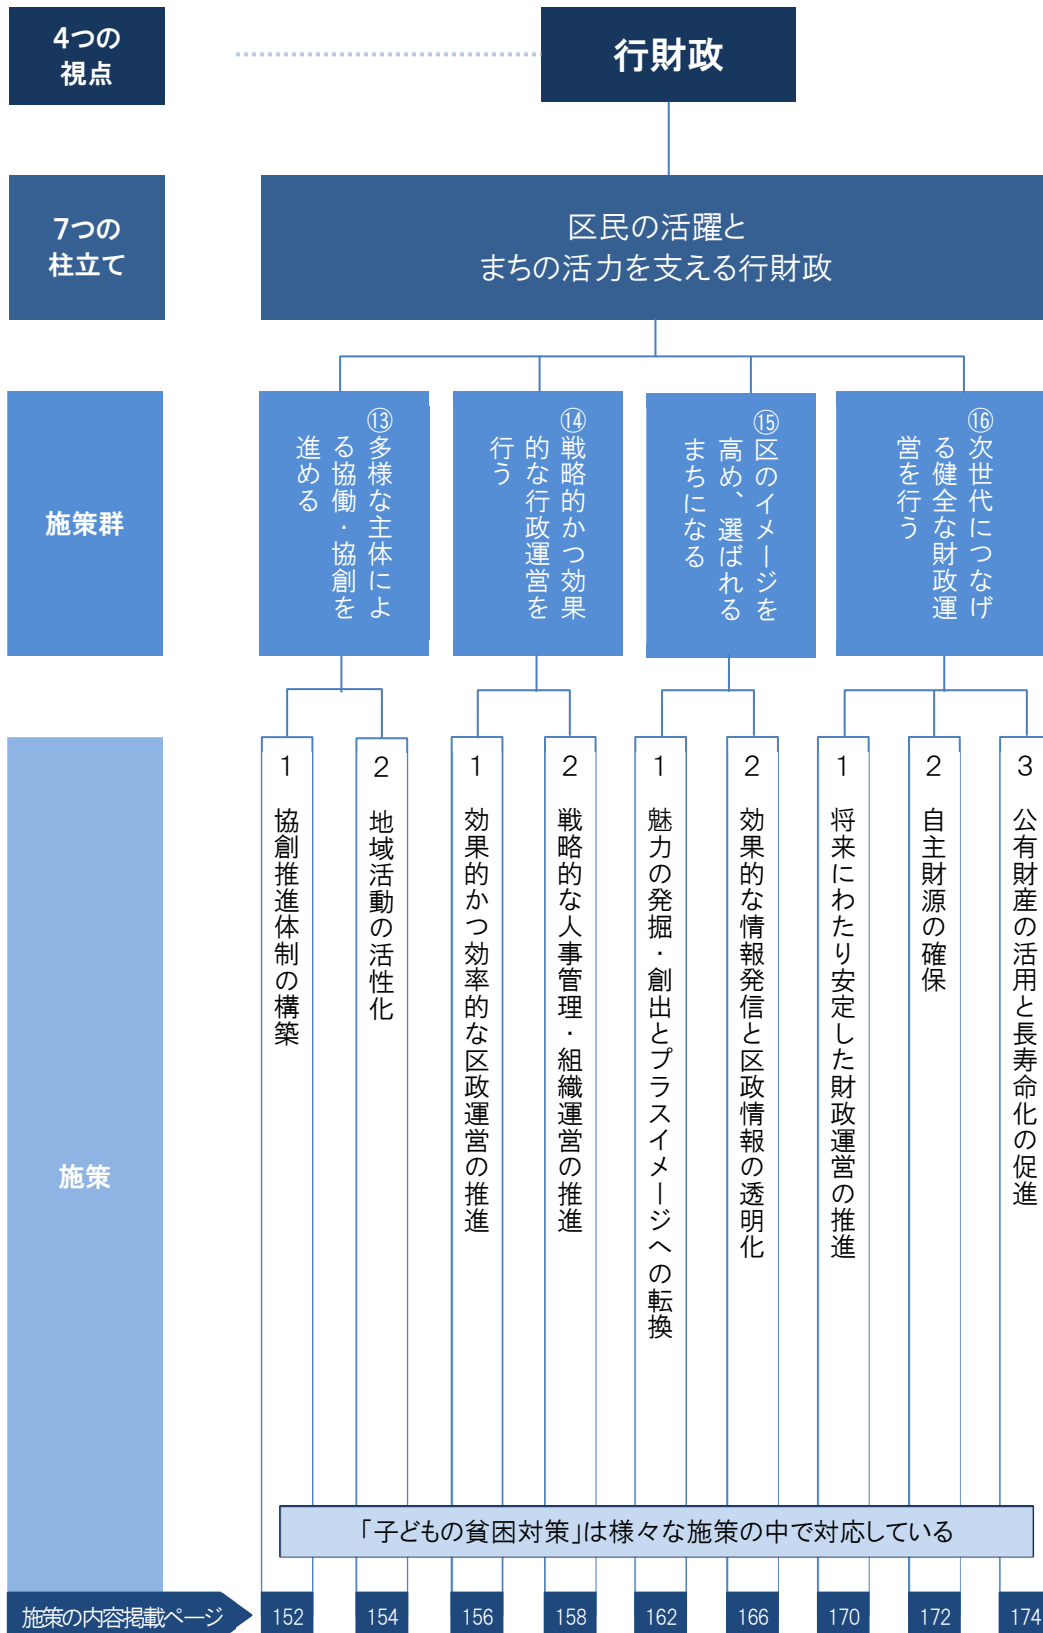 4つの
視点
行財政
7つの
柱立て
区民の活躍と
まちの活力を支える行財政
施策群
⑬多様な主体によ
る協働・協創を
進める
⑭戦略的かつ効果
的な行政運営を
行う
⑮区のイメージを
高め、選ばれる
まちになる
⑯次世代につなげ
る健全な財政運
営を行う
施策
1 協創推進体制の構築
2 地域活動の活性化
1 効果的かつ効率的な区政運営の推進
2 戦略的な人事管理・組織運営の推進
1 魅力の発掘・創出とプラスイメージへの転換
2 効果的な情報発信と区政情報の透明化
1 将来にわたり安定した財政運営の推進
2 自主財源の確保
3 公有財産の活用と長寿命化の促進
「子どもの貧困対策」は様々な施策の中で対応している
施策の内容掲載ページ
152
154
156
158
162
166
170
172
174